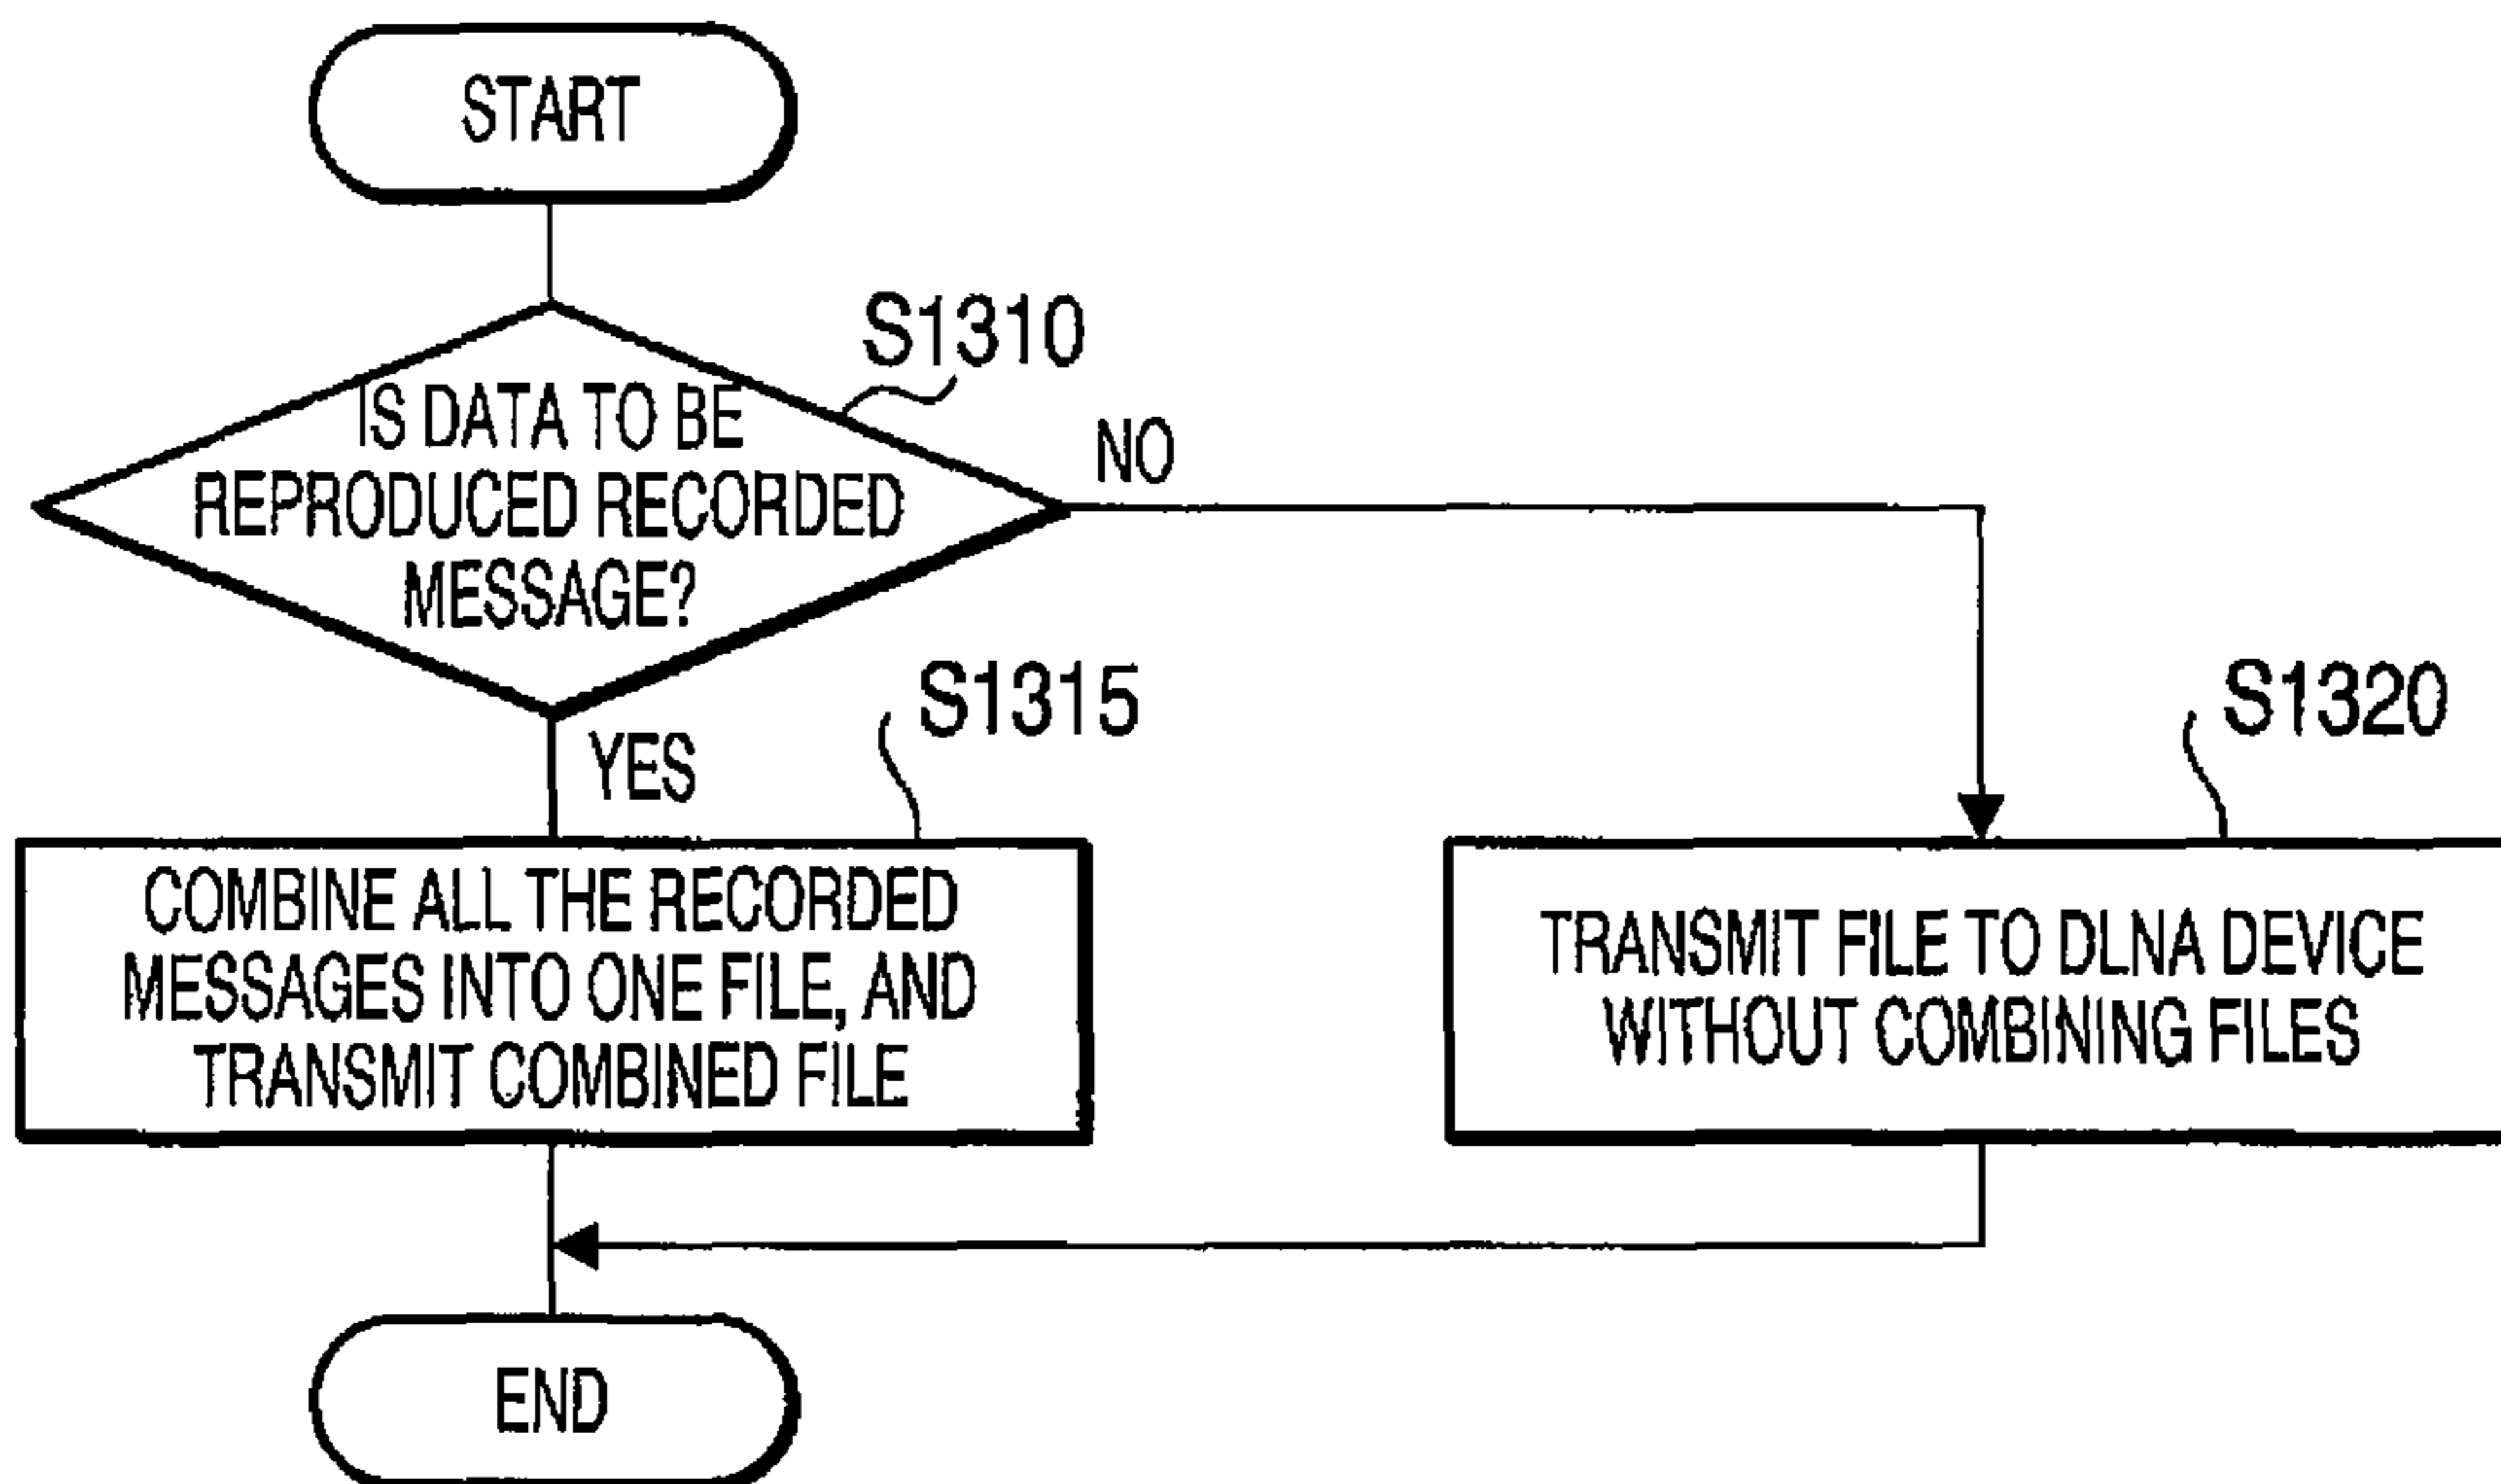 START
S1310
IS DATA TO BE
REPRODUCED RECORDED
MESSAGE?
NO
YES
S1315
S1320
COMBINE ALL THE RECORDED
MESSAGES INTO ONE FILE, AND
TRANSMIT COMBINED FILE
TRANSMIT FILE TO DLNA DEVICE
WITHOUT COMBINING FILES
END